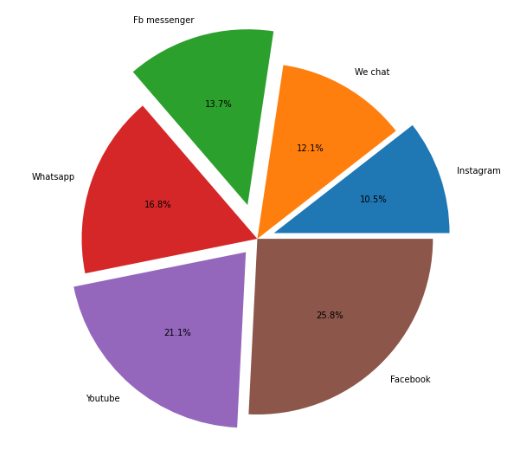 Fb messenger
We chat
13.7%
12.1%
Instagram
Whatsapp
10.5%
16.8%
25.8%
21.1%
Facebook
Youtube